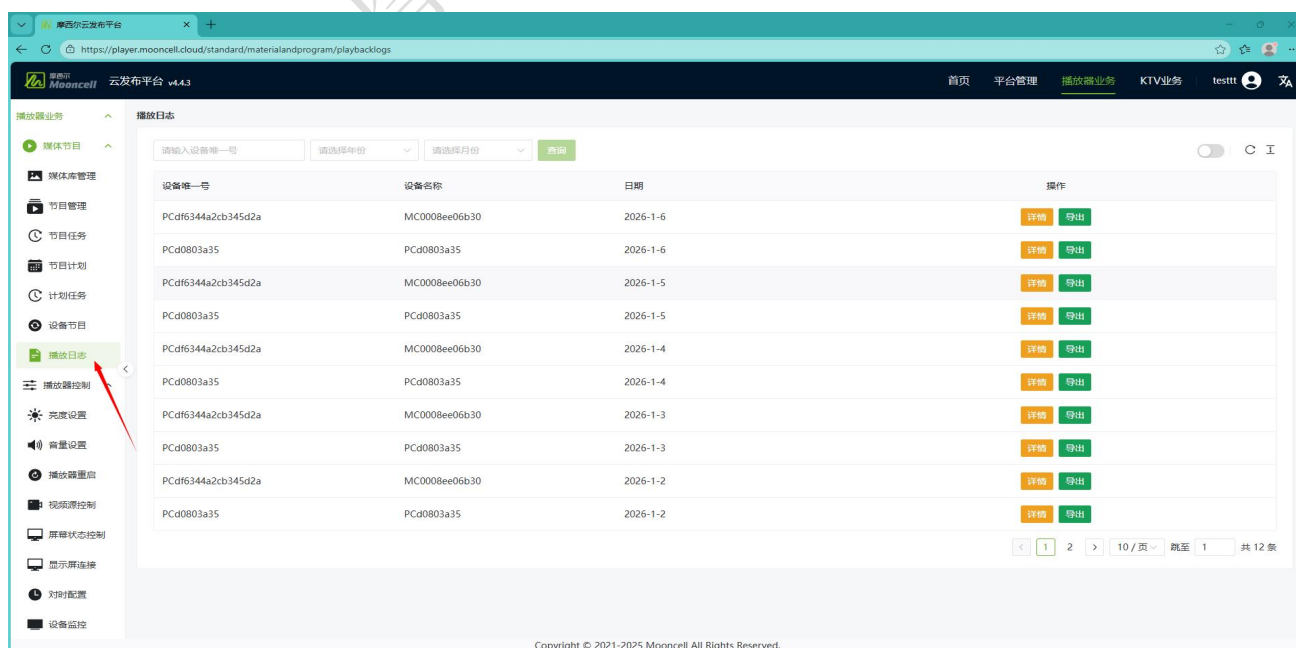 摩西尔云发布平台
https://player.mooncell.cloud/standard/materialandprogram/playbacklogs
摩西尔 Mooncell 云发布平台 v4.4.3 首页 平台管理 播放器业务 KTV业务 testtt
播放器业务
媒体节目
媒体库管理
节目管理
节目任务
节目计划
计划任务
设备节目
播放日志
播放器控制
亮度设置
音量设置
播放器重启
视频源控制
屏幕状态控制
显示屏连接
对时配置
设备监控
播放日志
请输入设备唯一号 请选择年份 请选择月份 查询
设备唯一号 设备名称 日期 操作
PCdf6344a2cb345d2a MC0008ee06b30 2026-1-6 详情 导出
PCd0803a35 PCd0803a35 2026-1-6 详情 导出
PCdf6344a2cb345d2a MC0008ee06b30 2026-1-5 详情 导出
PCd0803a35 PCd0803a35 2026-1-5 详情 导出
PCdf6344a2cb345d2a MC0008ee06b30 2026-1-4 详情 导出
PCd0803a35 PCd0803a35 2026-1-4 详情 导出
PCdf6344a2cb345d2a MC0008ee06b30 2026-1-3 详情 导出
PCd0803a35 PCd0803a35 2026-1-3 详情 导出
PCdf6344a2cb345d2a MC0008ee06b30 2026-1-2 详情 导出
PCd0803a35 PCd0803a35 2026-1-2 详情 导出
1 2 10 / 页 跳至 1 共 12 条
Copyright © 2021-2025 Mooncell All Rights Reserved.